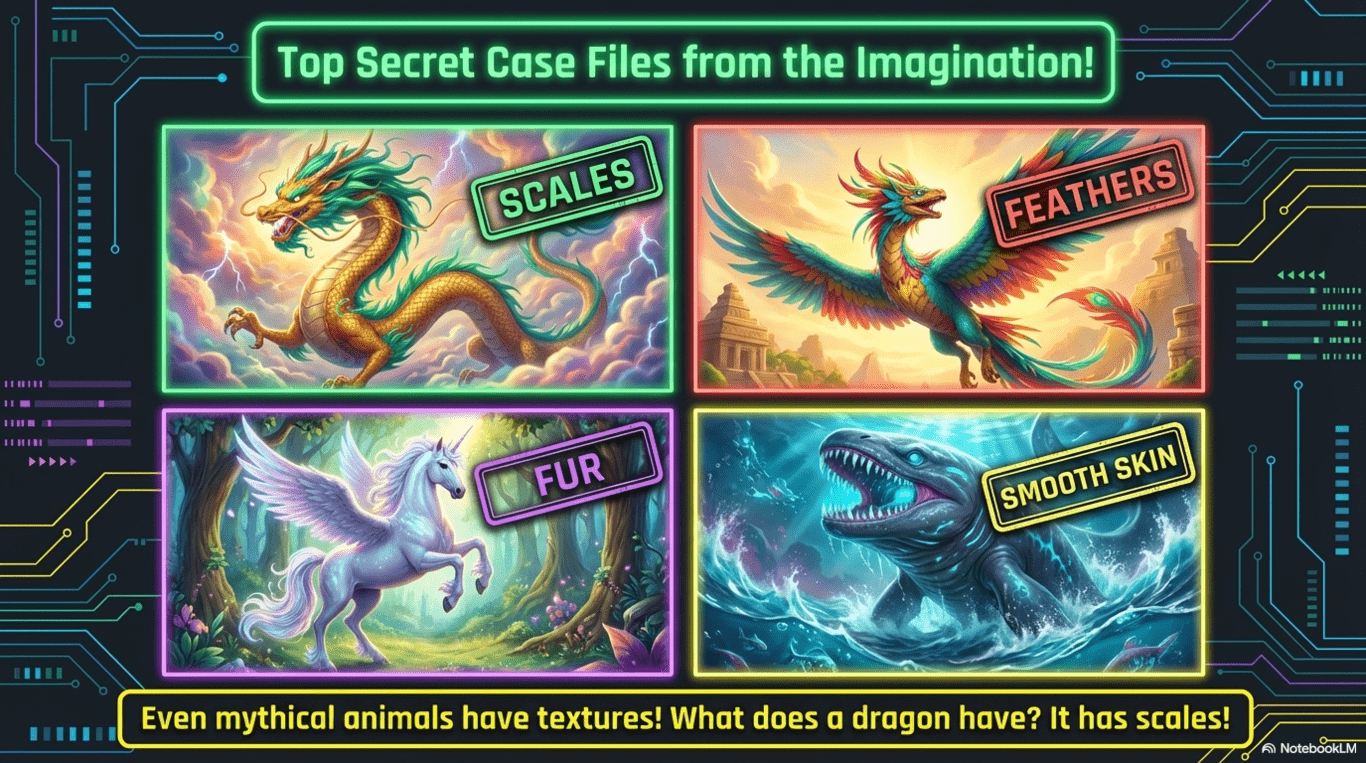 Top Secret Case Files from the Imagination!
SCALES
FEATHERS
FUR
SMOOTH SKIN
Even mythical animals have textures! What does a dragon have? It has scales!
NotebookLM